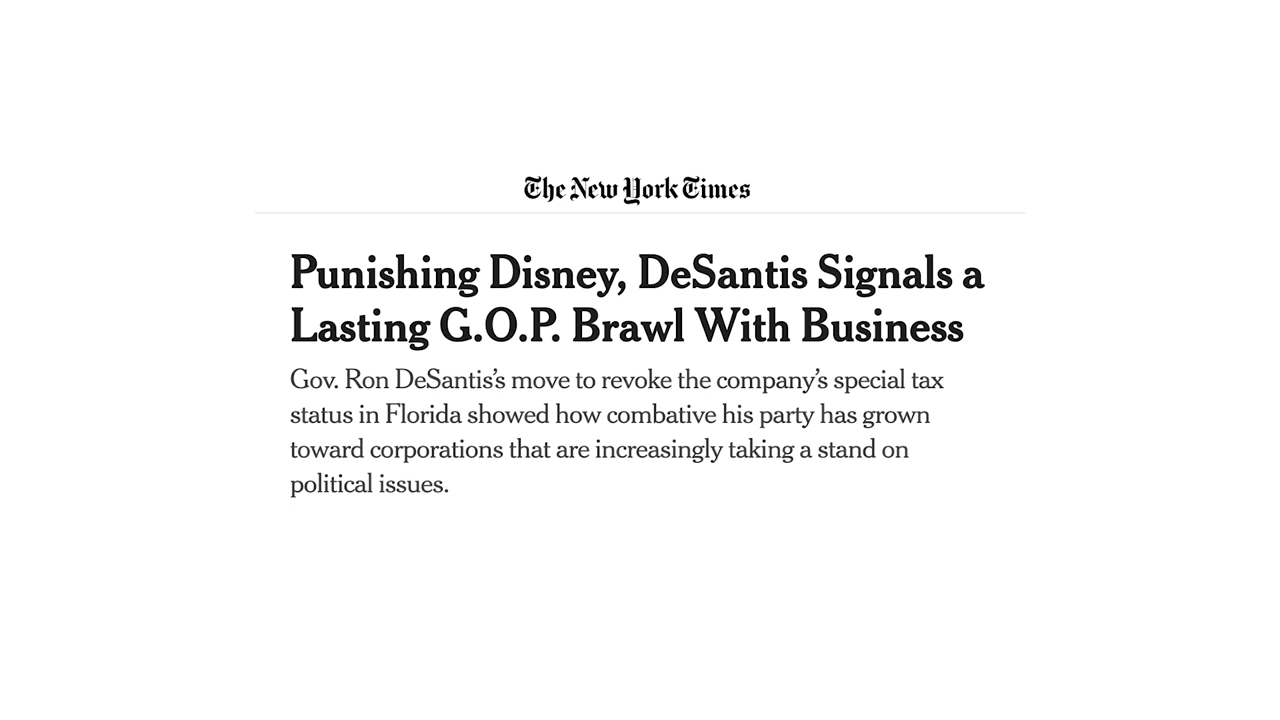 The New York Times
Punishing Disney, DeSantis Signals a
Lasting G.O.P. Brawl With Business
Gov. Ron DeSantis’s move to revoke the company’s special tax
status in Florida showed how combative his party has grown
toward corporations that are increasingly taking a stand on
political issues.